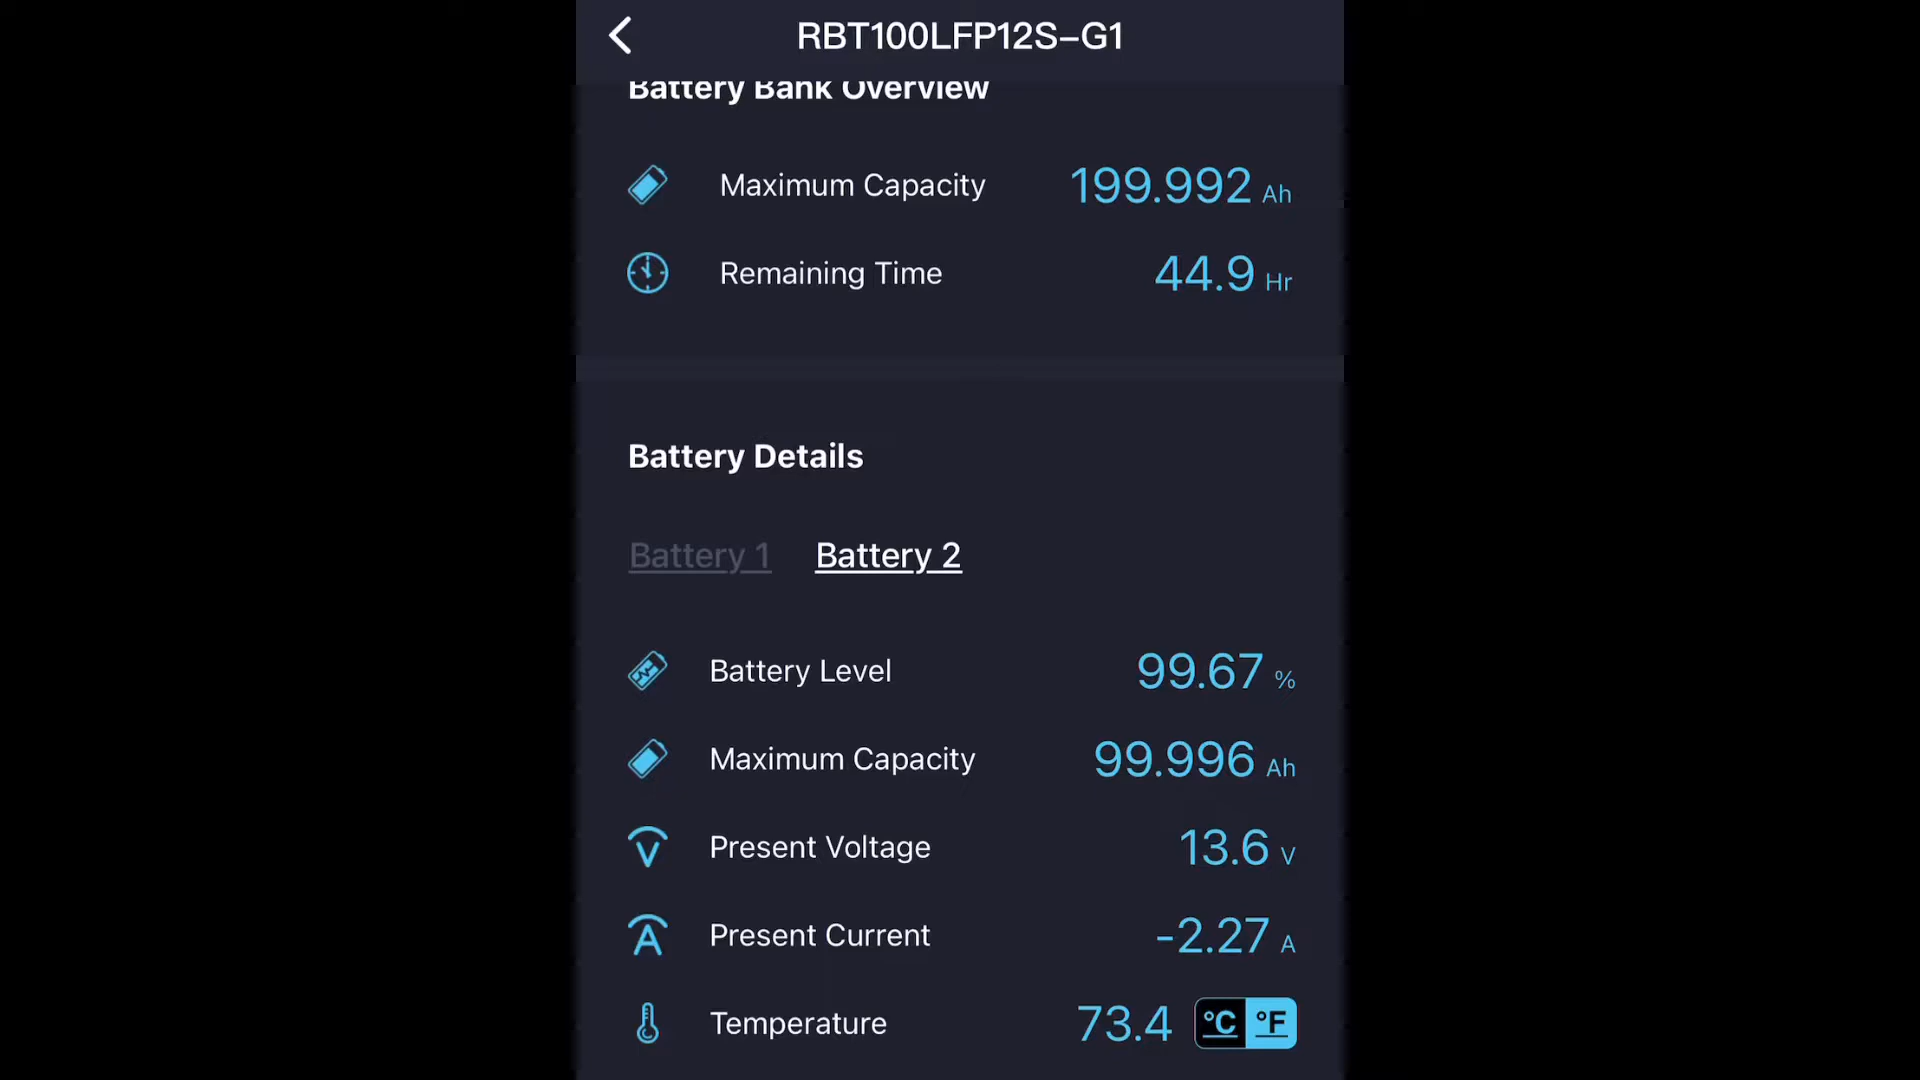 RBT100LFP12S-G1
Battery Bank Overview
Maximum Capacity 199.992 Ah
Remaining Time 44.9 Hr
Battery Details
Battery 1 Battery 2
Battery Level 99.67 %
Maximum Capacity 99.996 Ah
Present Voltage 13.6 V
Present Current -2.27 A
Temperature 73.4 °C °F